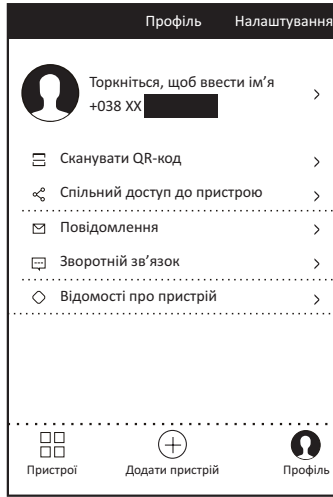 Профіль Налаштування
Торкніться, щоб ввести ім’я
+038 XX
Сканувати QR-код
Спільний доступ до пристрою
Повідомлення
Зворотній зв’язок
Відомості про пристрій
Пристрої Додати пристрій Профіль